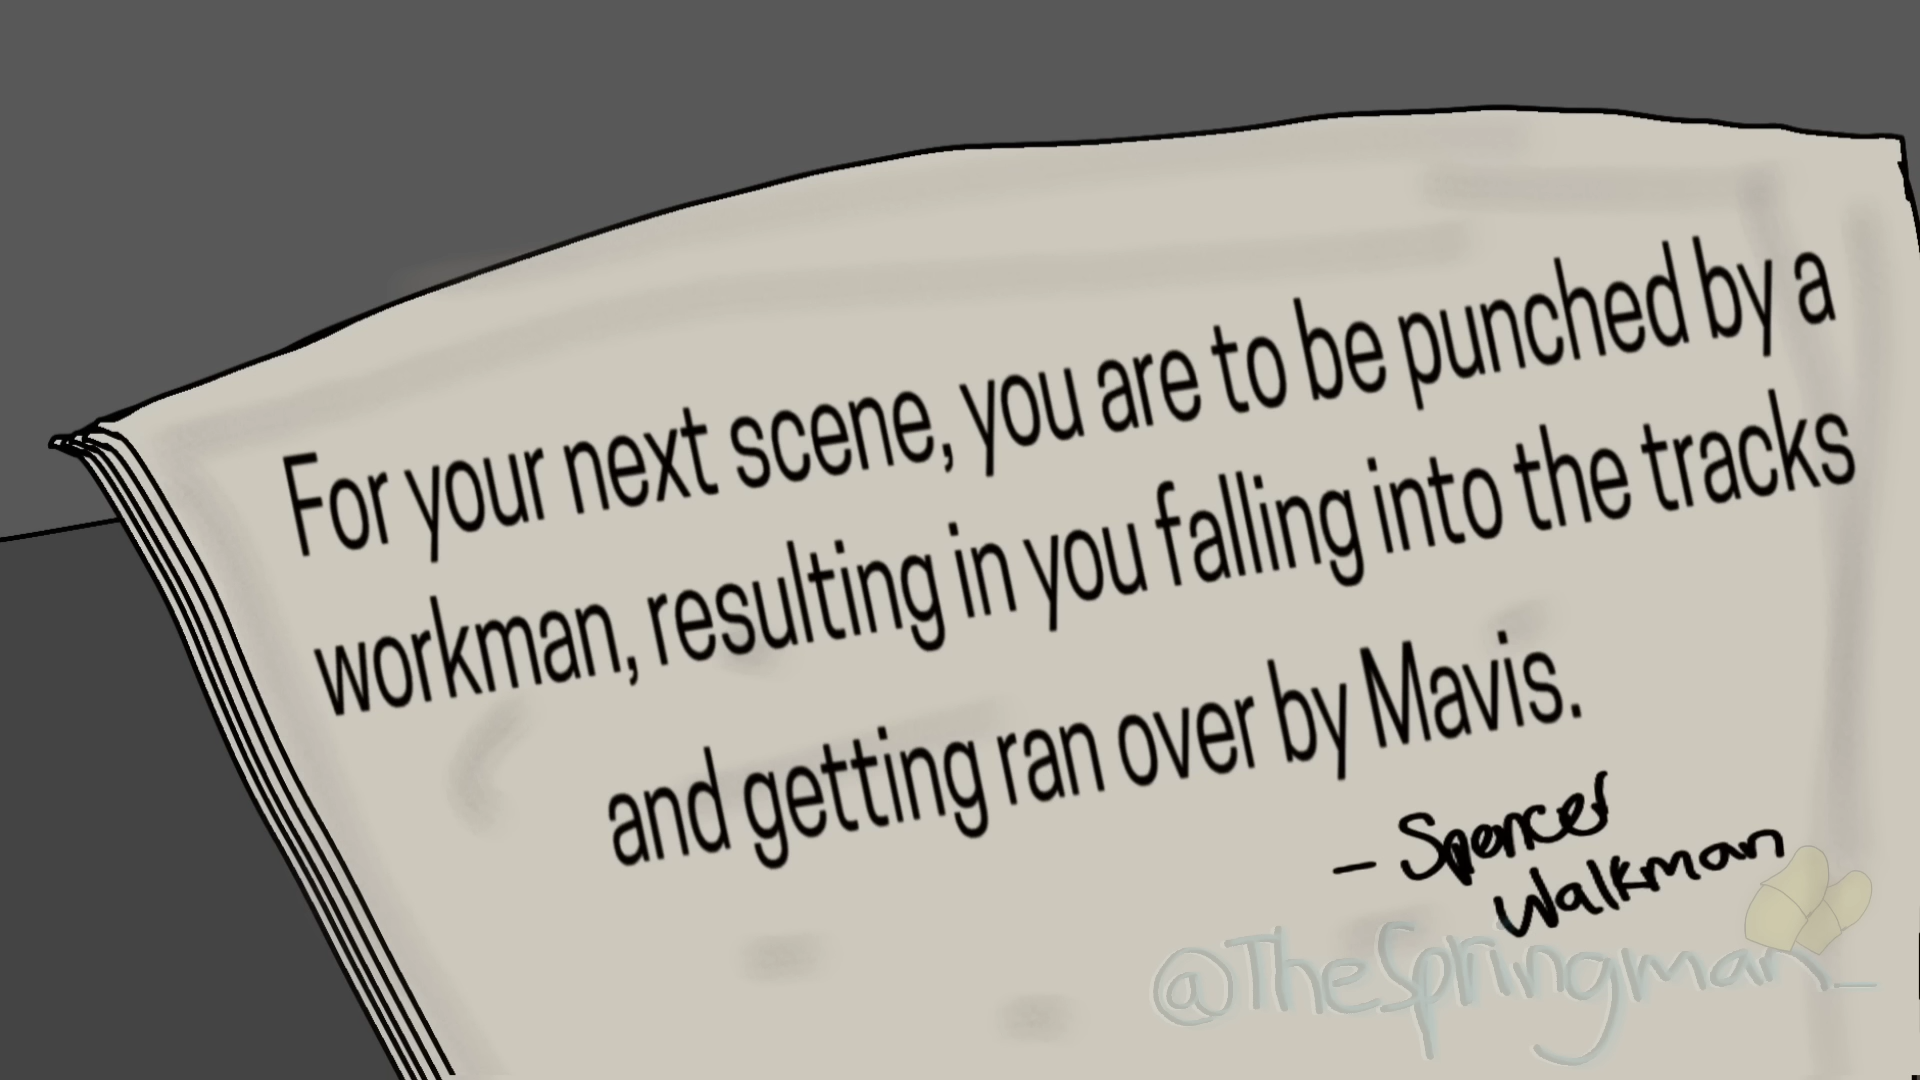 For your next scene, you are to be punched by a
workman, resulting in you falling into the tracks
and getting ran over by Mavis.
- Spencer
Walkman
@TheSpringman_